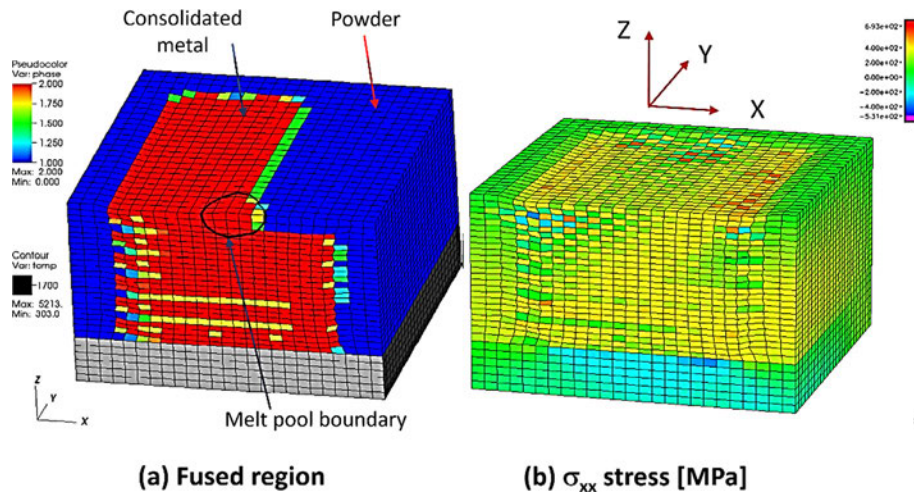 Consolidated
metal
Powder
Pseudocolor
Var: phase
2.000
1.750
1.500
1.250
1.000
Max: 2.000
Min: 0.000
Contour
Var: temp
1700
Max: 5213.
Min: 303.0
Z
Y
X
Melt pool boundary
Z
Y
X
6.93e+02
4.00e+02
2.00e+02
0.00e+00
-2.00e+02
-4.00e+02
-5.31e+02
(a) Fused region
(b) σxx stress [MPa]